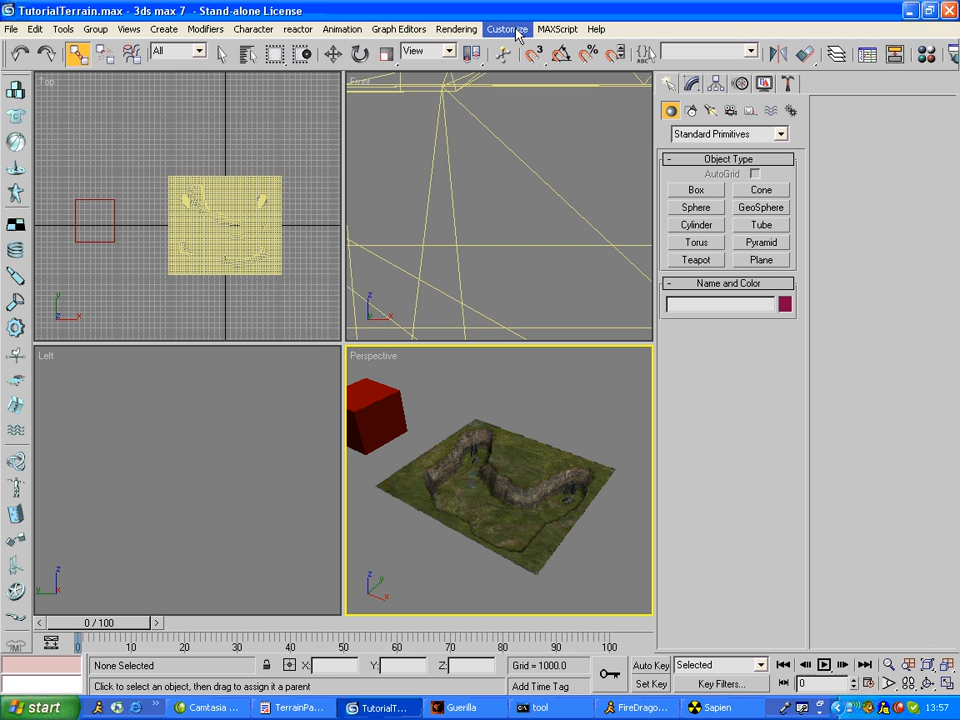 TutorialTerrain.max - 3ds max 7 - Stand-alone License
File Edit Tools Group Views Create Modifiers Character reactor Animation Graph Editors Rendering Customize MAXScript Help
All View
Top
Front
Standard Primitives
- Object Type
AutoGrid
Box Cone
Sphere GeoSphere
Cylinder Tube
Torus Pyramid
Teapot Plane
- Name and Color
y z x
z x
Left
Perspective
z y x
z y x
< 0 / 100 >
0 10 20 30 40 50 60 70 80 90 100
None Selected X: Y: Z: Grid = 1000.0 Auto Key Selected
Click to select an object, then drag to assign it a parent Add Time Tag Set Key Key Filters... 0
start Camtasia ... TerrainPa... TutorialT... Guerilla tool FireDrago... Sapien 13:57